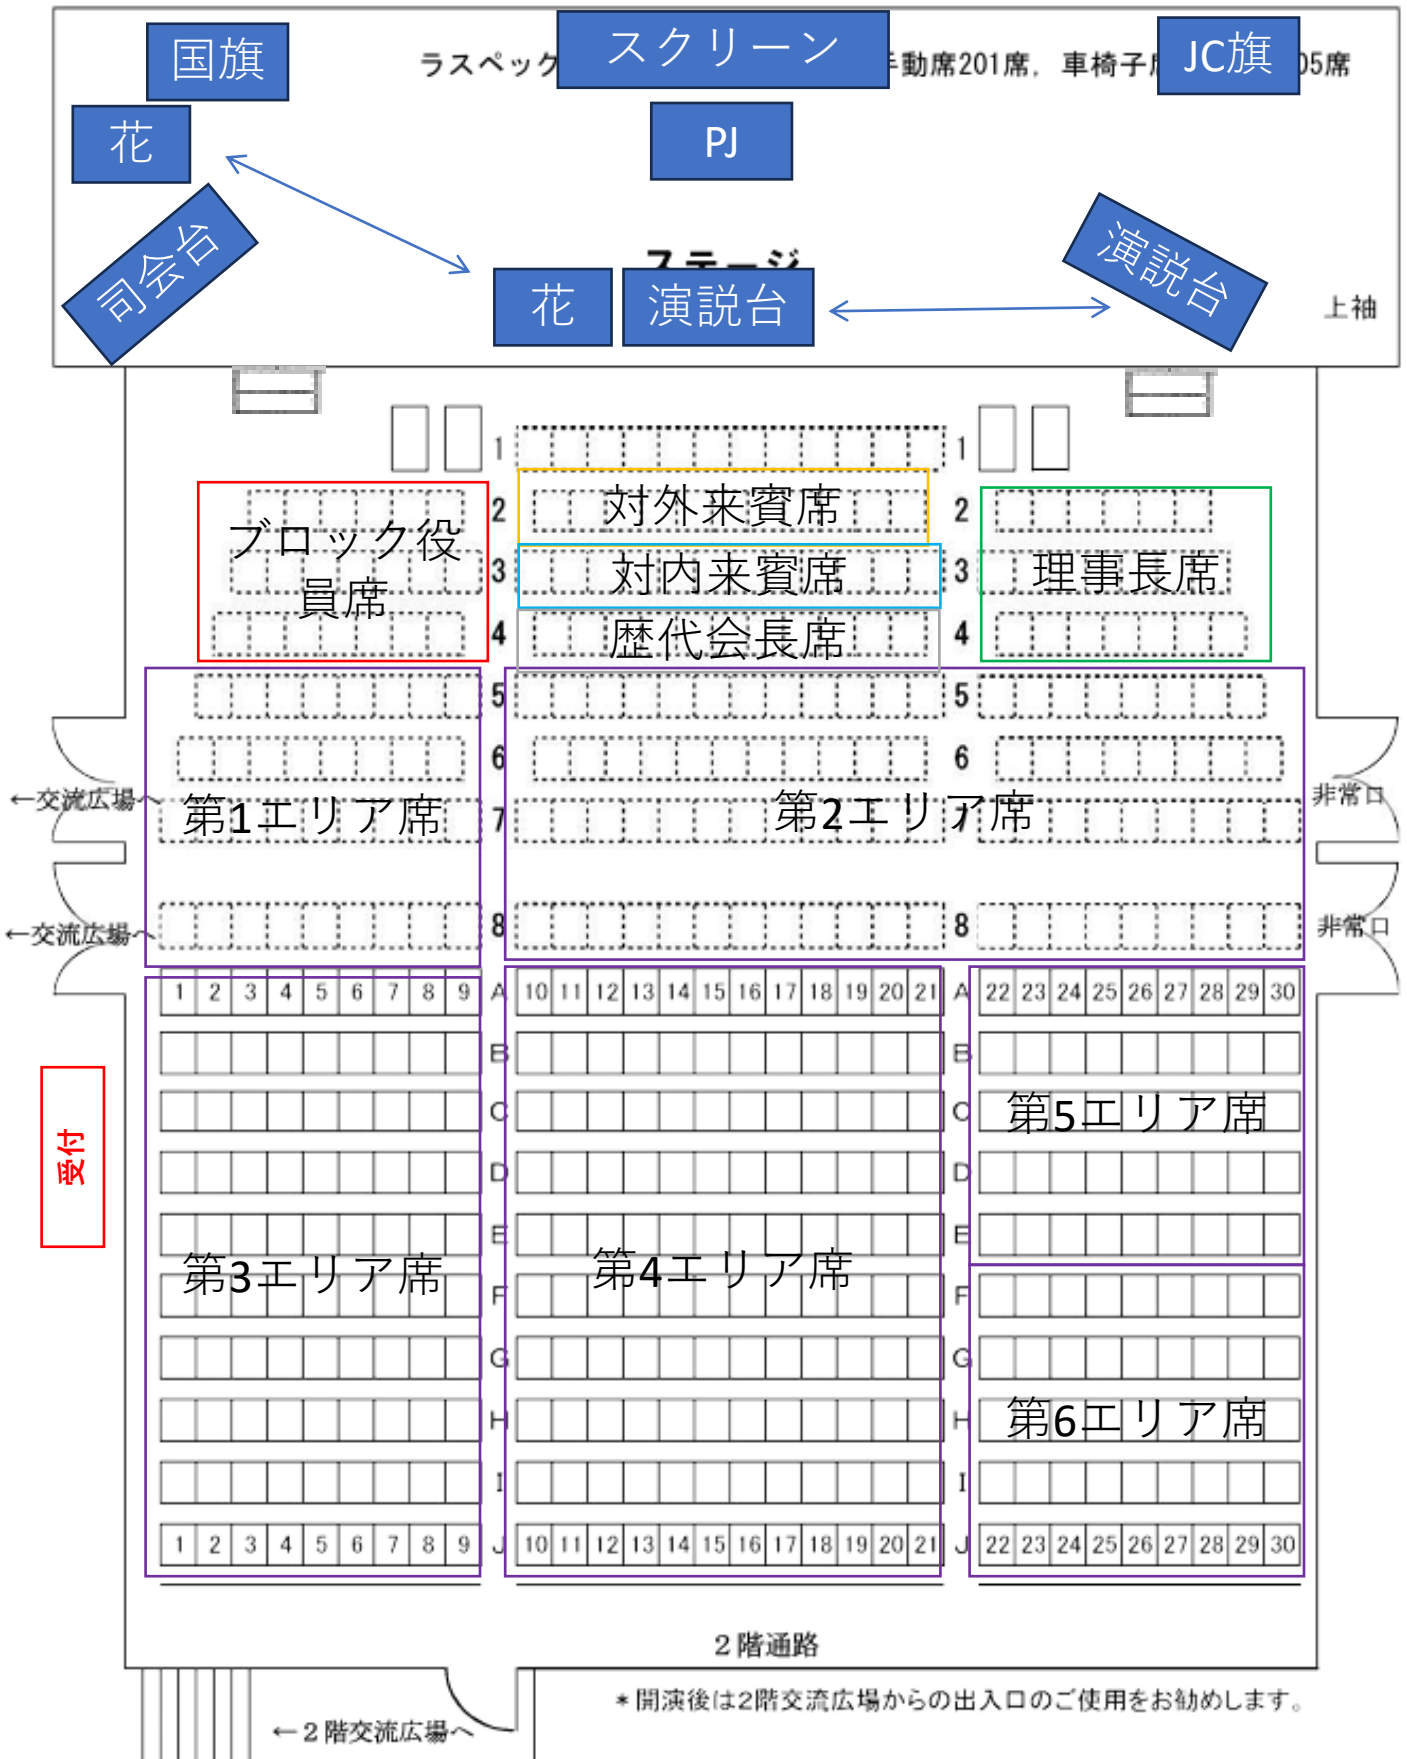 国旗
スクリーン
JC旗
ラスペック
手動席201席, 車椅子
05席
花
PJ
司会台
ステージ
花
演説台
演説台
上袖
1
1
2
対外来賓席
2
ブロック役
員席
3
対内来賓席
3
理事長席
4
歴代会長席
4
5
5
6
6
←交流広場へ
第1エリア席
7
第2エリア席
7
非常口
←交流広場へ
8
8
非常口
1 2 3 4 5 6 7 8 9 A 10 11 12 13 14 15 16 17 18 19 20 21 A 22 23 24 25 26 27 28 29 30
B
B
C
C
第5エリア席
受付
D
D
E
E
第3エリア席
第4エリア席
F
F
G
G
H
H
第6エリア席
I
I
1 2 3 4 5 6 7 8 9 J 10 11 12 13 14 15 16 17 18 19 20 21 J 22 23 24 25 26 27 28 29 30
2階通路
*開演後は2階交流広場からの出入口のご使用をお勧めします。
←2階交流広場へ